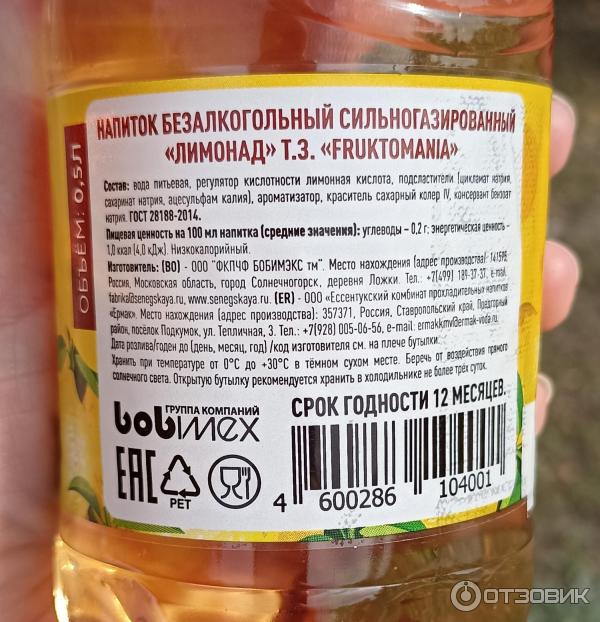 ОБЪЁМ: 0,5Л
НАПИТОК БЕЗАЛКОГОЛЬНЫЙ СИЛЬНОГАЗИРОВАННЫЙ
«ЛИМОНАД» Т.З. «FRUKTOMANIA»
Состав: вода питьевая, регулятор кислотности лимонная кислота, подсластители (цикламат натрия,
сахаринат натрия, ацесульфам калия), ароматизатор, краситель сахарный колер IV, консервант бензоат
натрия. ГОСТ 28188-2014.
Пищевая ценность на 100 мл напитка (средние значения): углеводы – 0,2 г; энергетическая ценность –
1,0 ккал (4,0 кДж). Низкокалорийный.
Изготовитель: (BO) - ООО "ФКПЧФ БОБИМЭКС тм". Место нахождения (адрес производства): 141595,
Россия, Московская область, город Солнечногорск, деревня Ложки. Тел. +7(499) 189-37-37, e-mail.
fabrika@senegskaya.ru, www.senegskaya.ru. (ER) - ООО «Ессентукский комбинат прохладительных напитков
«Ермак». Место нахождения (адрес производства): 357371, Россия, Ставропольский край, Предгорный
район, посёлок Подкумок, ул. Тепличная, 3. Тел.: +7(928) 005-06-56, e-mail: ermakkmv@ermak-voda.ru.
Дата розлива/годен до (день, месяц, год) /код изготовителя см. на плече бутылки.
Хранить при температуре от 0°С до +30°С в тёмном сухом месте. Беречь от воздействия прямого
солнечного света. Открытую бутылку рекомендуется хранить в холодильнике не более трёх суток.
ГРУППА КОМПАНИЙ
bobimex
СРОК ГОДНОСТИ 12 МЕСЯЦЕВ.
EAC
PET
4 600286 104001
ОТЗОВИК